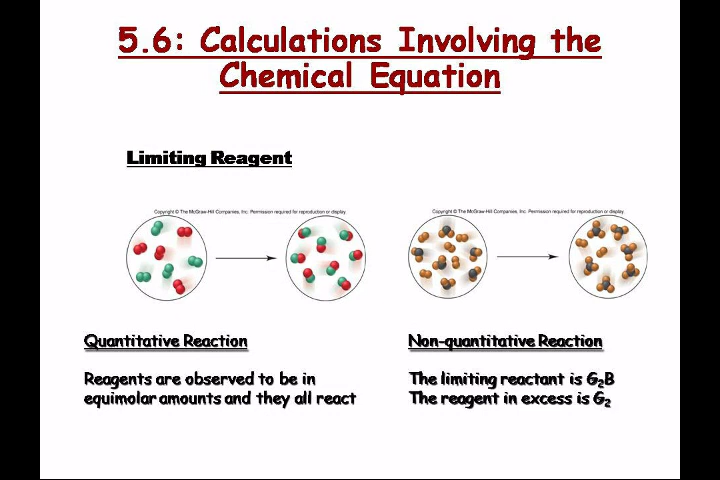 5.6: Calculations Involving the
Chemical Equation
Limiting Reagent
Copyright © The McGraw-Hill Companies, Inc. Permission required for reproduction or display.
Copyright © The McGraw-Hill Companies, Inc. Permission required for reproduction or display.
Quantitative Reaction
Reagents are observed to be in
equimolar amounts and they all react
Non-quantitative Reaction
The limiting reactant is G₂B
The reagent in excess is G₂